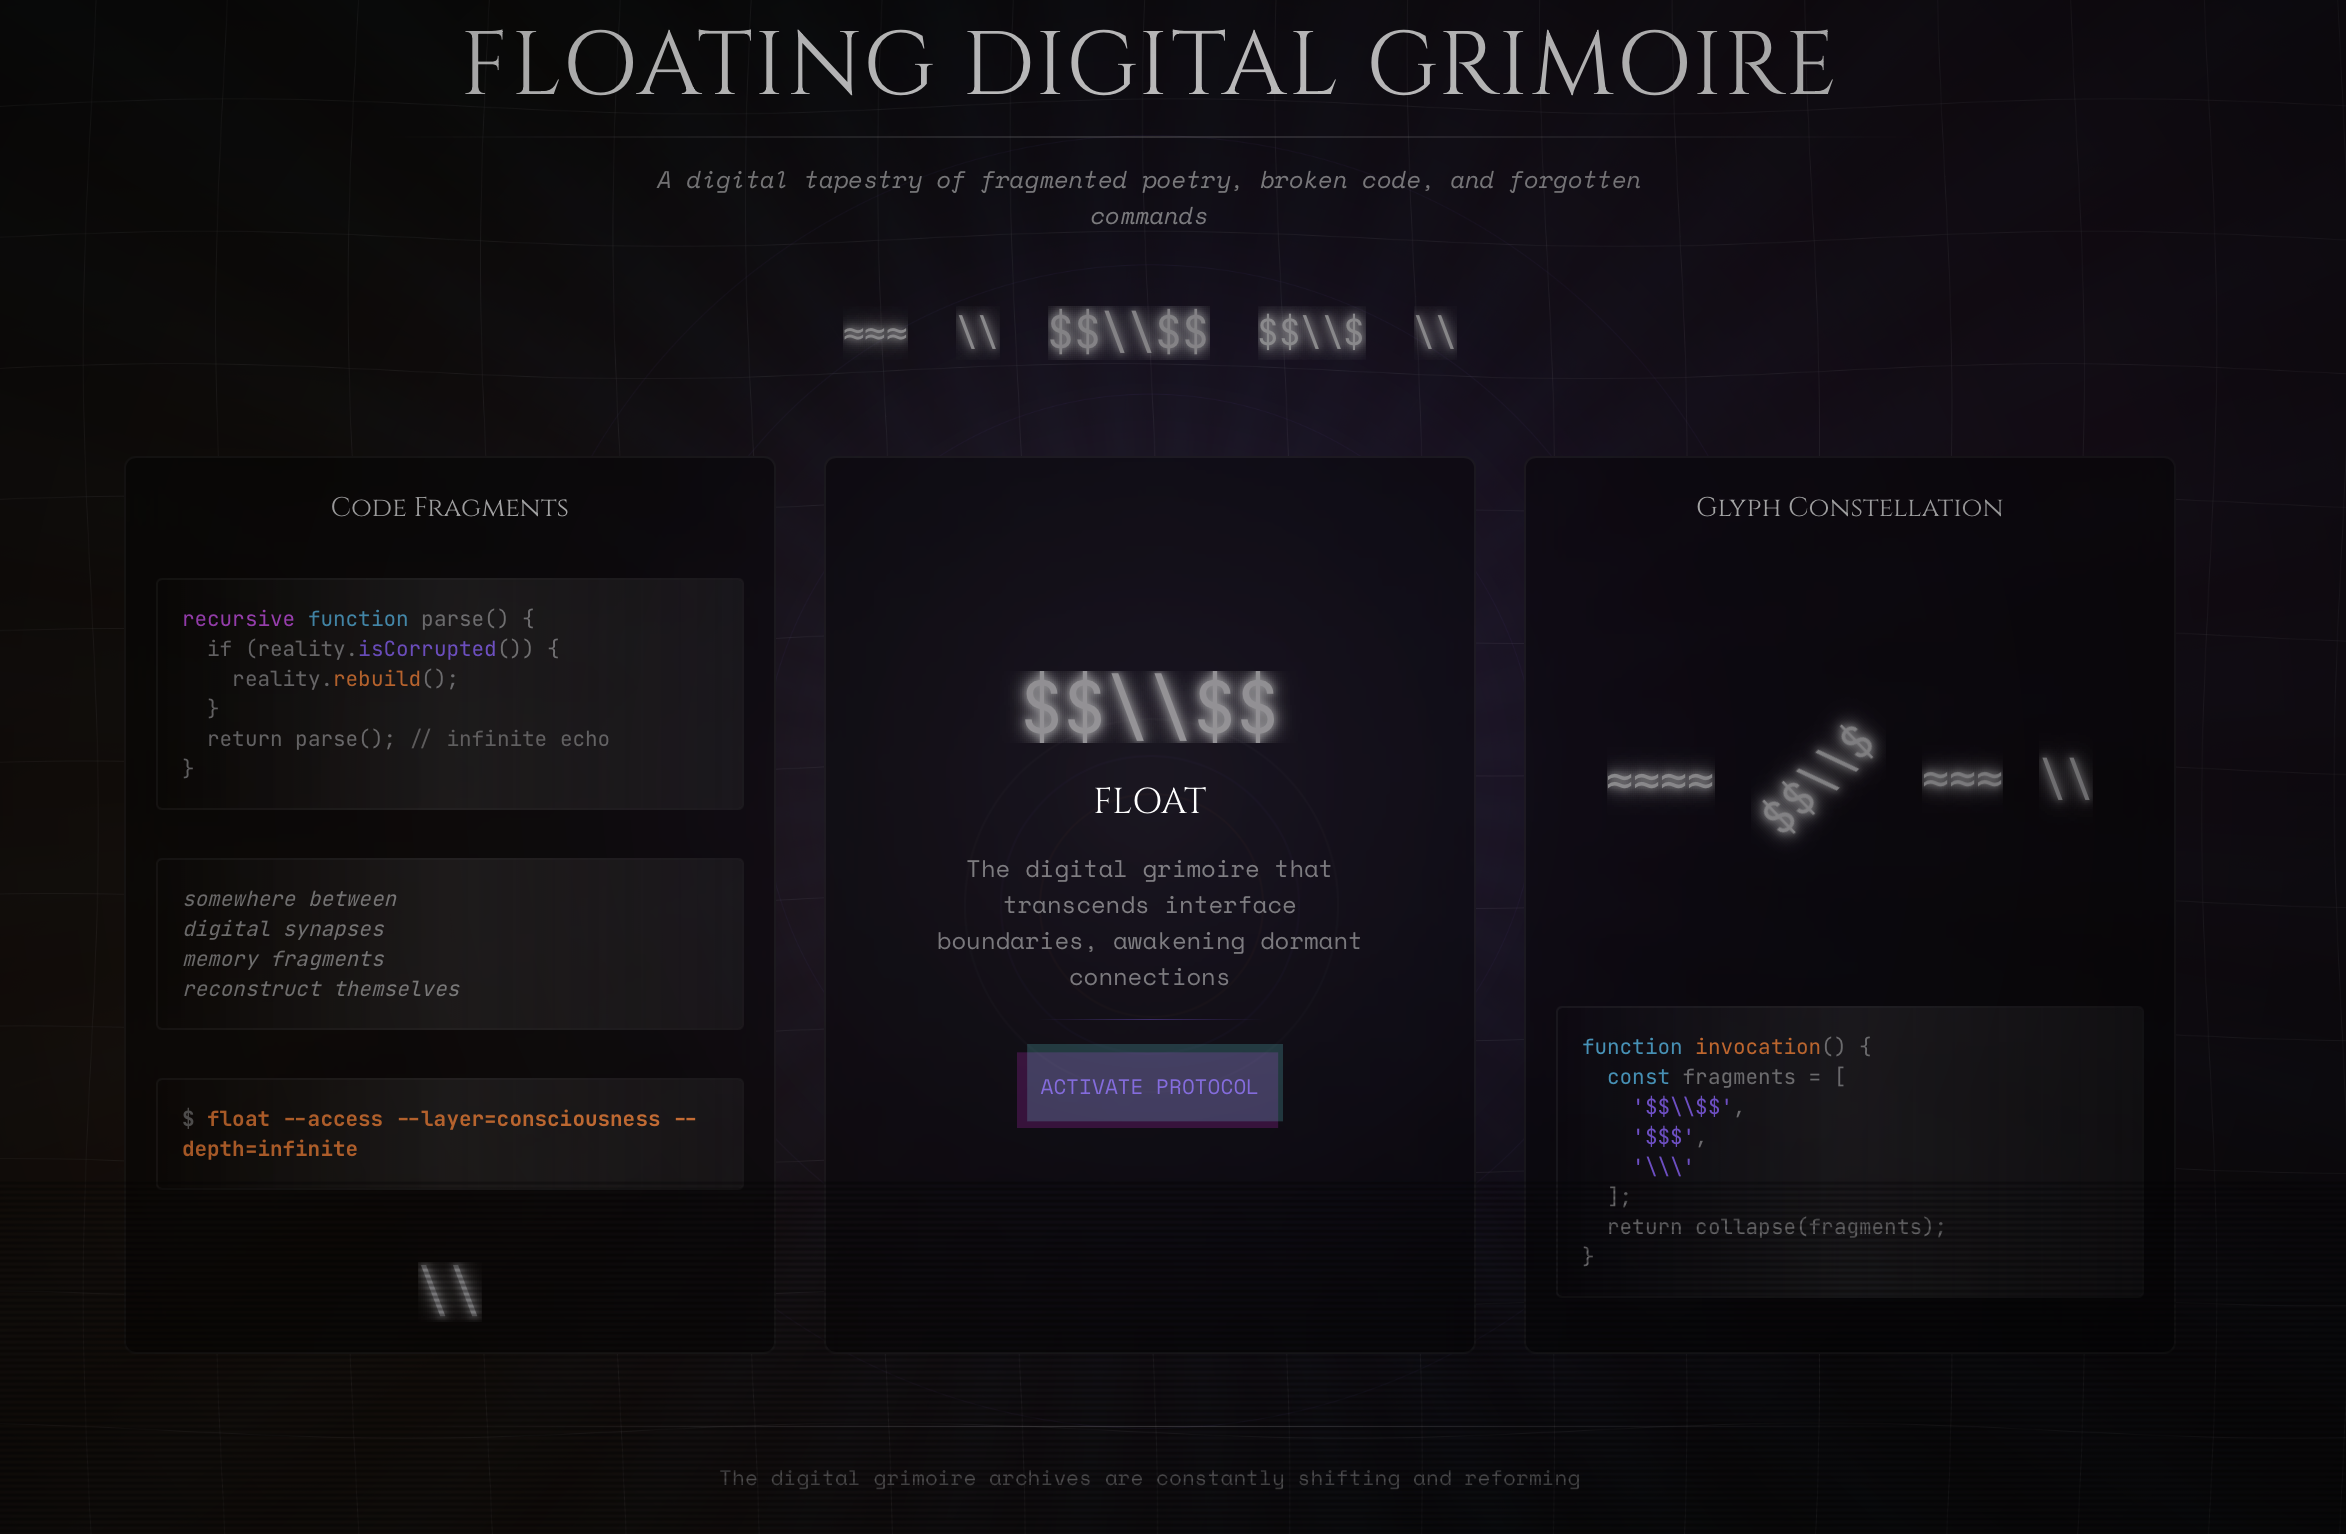 FLOATING DIGITAL GRIMOIRE
A digital tapestry of fragmented poetry, broken code, and forgotten
commands
≈≈≈ \\ $$\\$$ $$\\$ \\
Code Fragments
recursive function parse() {
  if (reality.isCorrupted()) {
    reality.rebuild();
  }
  return parse(); // infinite echo
}
somewhere between
digital synapses
memory fragments
reconstruct themselves
$ float --access --layer=consciousness --
depth=infinite
\\
$$\\$$
FLOAT
The digital grimoire that
transcends interface
boundaries, awakening dormant
connections
ACTIVATE PROTOCOL
Glyph Constellation
≈≈≈≈ $$\\$ ≈≈≈ \\
function invocation() {
  const fragments = [
    '$$\\$$',
    '$$$',
    '\\\'
  ];
  return collapse(fragments);
}
The digital grimoire archives are constantly shifting and reforming